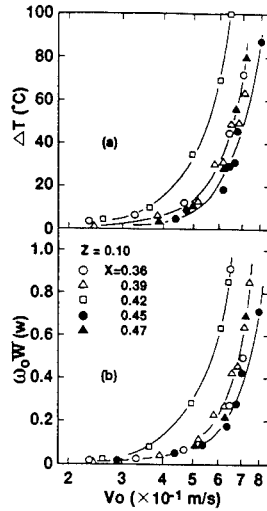 100
80
60
40
20
0
ΔT (°C)
(a)
Z = 0.10
○ X=0.36
△ 0.39
□ 0.42
● 0.45
▲ 0.47
1.0
0.8
0.6
0.4
0.2
0
ω₀W̅ (w)
(b)
2 3 4 5 6 7 8
Vo (×10⁻¹ m/s)